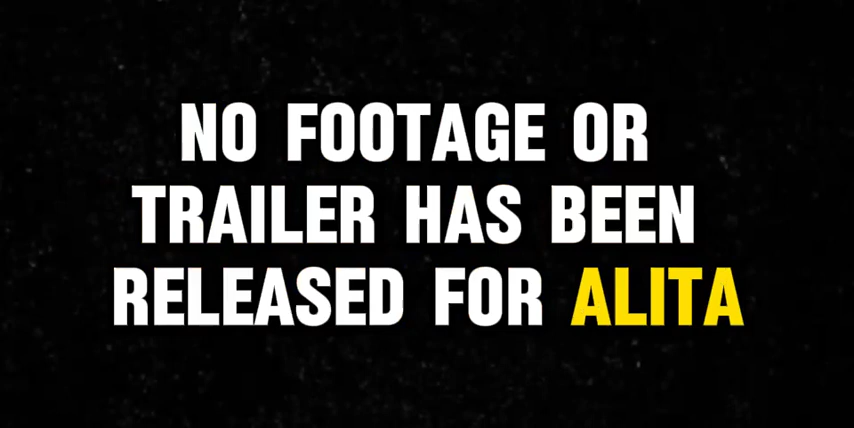 NO FOOTAGE OR
TRAILER HAS BEEN
RELEASED FOR ALITA